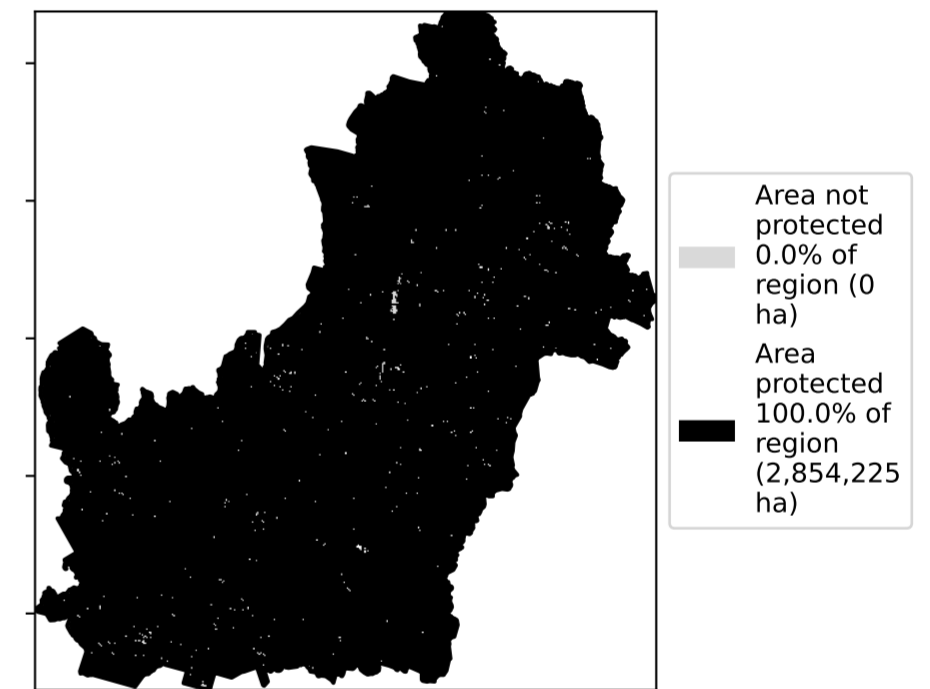 Area not
protected
0.0% of
region (0
ha)
Area
protected
100.0% of
region
(2,854,225
ha)